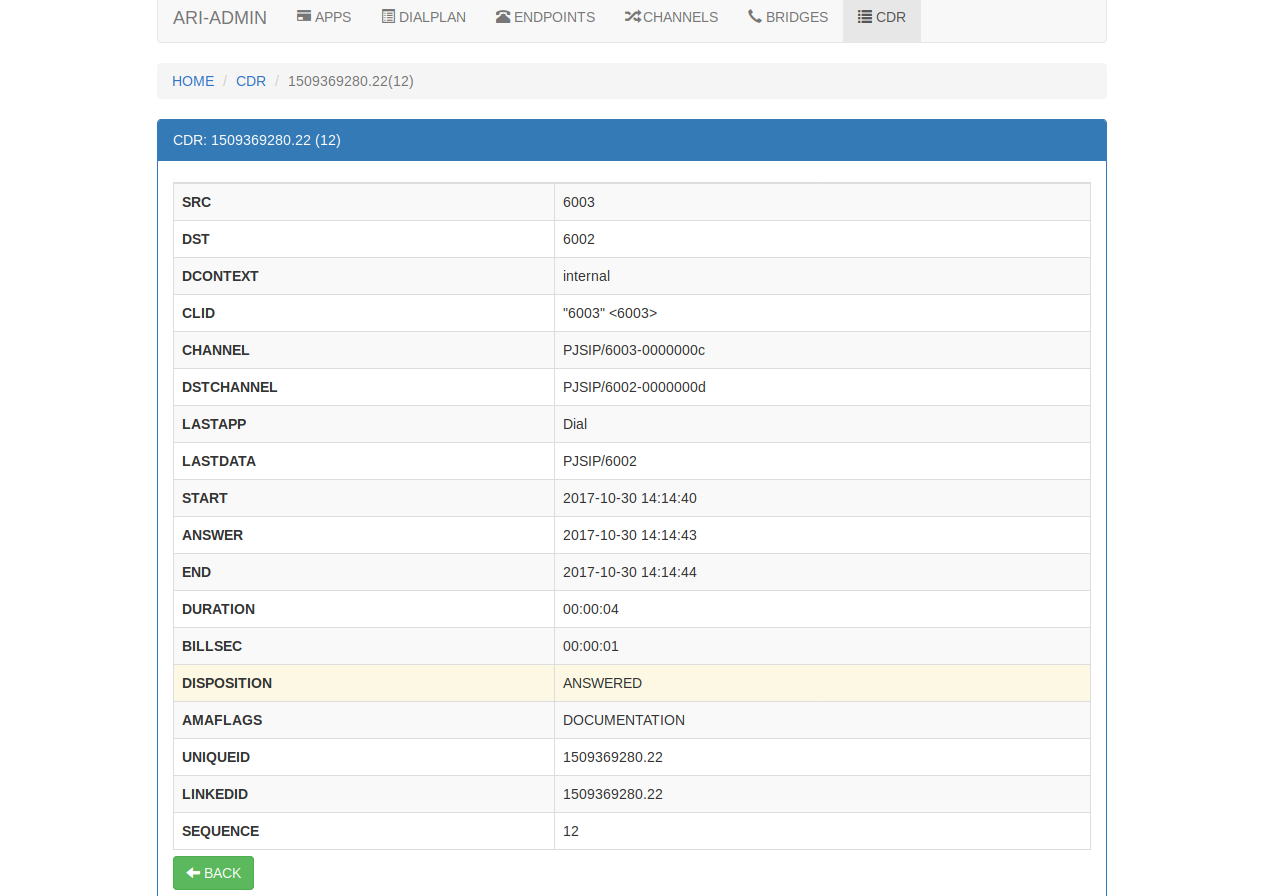 ARI-ADMIN APPS DIALPLAN ENDPOINTS CHANNELS BRIDGES CDR
HOME / CDR / 1509369280.22(12)
CDR: 1509369280.22 (12)
SRC 6003
DST 6002
DCONTEXT internal
CLID "6003" <6003>
CHANNEL PJSIP/6003-0000000c
DSTCHANNEL PJSIP/6002-0000000d
LASTAPP Dial
LASTDATA PJSIP/6002
START 2017-10-30 14:14:40
ANSWER 2017-10-30 14:14:43
END 2017-10-30 14:14:44
DURATION 00:00:04
BILLSEC 00:00:01
DISPOSITION ANSWERED
AMAFLAGS DOCUMENTATION
UNIQUEID 1509369280.22
LINKEDID 1509369280.22
SEQUENCE 12
BACK